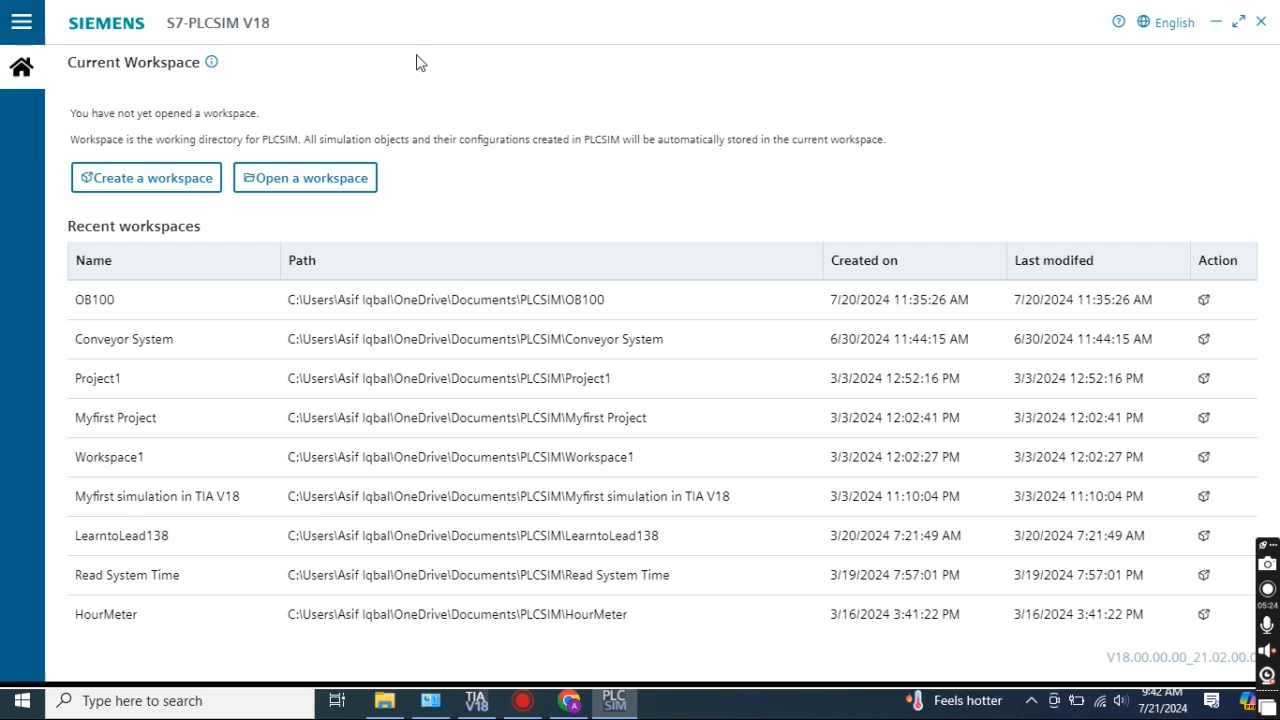 SIEMENS S7-PLCSIM V18 English
Current Workspace
You have not yet opened a workspace.
Workspace is the working directory for PLCSIM. All simulation objects and their configurations created in PLCSIM will be automatically stored in the current workspace.
Create a workspace Open a workspace
Recent workspaces
Name Path Created on Last modifed Action
OB100 C:\Users\Asif Iqbal\OneDrive\Documents\PLCSIM\OB100 7/20/2024 11:35:26 AM 7/20/2024 11:35:26 AM
Conveyor System C:\Users\Asif Iqbal\OneDrive\Documents\PLCSIM\Conveyor System 6/30/2024 11:44:15 AM 6/30/2024 11:44:15 AM
Project1 C:\Users\Asif Iqbal\OneDrive\Documents\PLCSIM\Project1 3/3/2024 12:52:16 PM 3/3/2024 12:52:16 PM
Myfirst Project C:\Users\Asif Iqbal\OneDrive\Documents\PLCSIM\Myfirst Project 3/3/2024 12:02:41 PM 3/3/2024 12:02:41 PM
Workspace1 C:\Users\Asif Iqbal\OneDrive\Documents\PLCSIM\Workspace1 3/3/2024 12:02:27 PM 3/3/2024 12:02:27 PM
Myfirst simulation in TIA V18 C:\Users\Asif Iqbal\OneDrive\Documents\PLCSIM\Myfirst simulation in TIA V18 3/3/2024 11:10:04 PM 3/3/2024 11:10:04 PM
LearntoLead138 C:\Users\Asif Iqbal\OneDrive\Documents\PLCSIM\LearntoLead138 3/20/2024 7:21:49 AM 3/20/2024 7:21:49 AM
Read System Time C:\Users\Asif Iqbal\OneDrive\Documents\PLCSIM\Read System Time 3/19/2024 7:57:01 PM 3/19/2024 7:57:01 PM
HourMeter C:\Users\Asif Iqbal\OneDrive\Documents\PLCSIM\HourMeter 3/16/2024 3:41:22 PM 3/16/2024 3:41:22 PM
05:24
V18.00.00.00_21.02.00.0
Type here to search TIA V18 PLC SIM Feels hotter 9:42 AM
7/21/2024